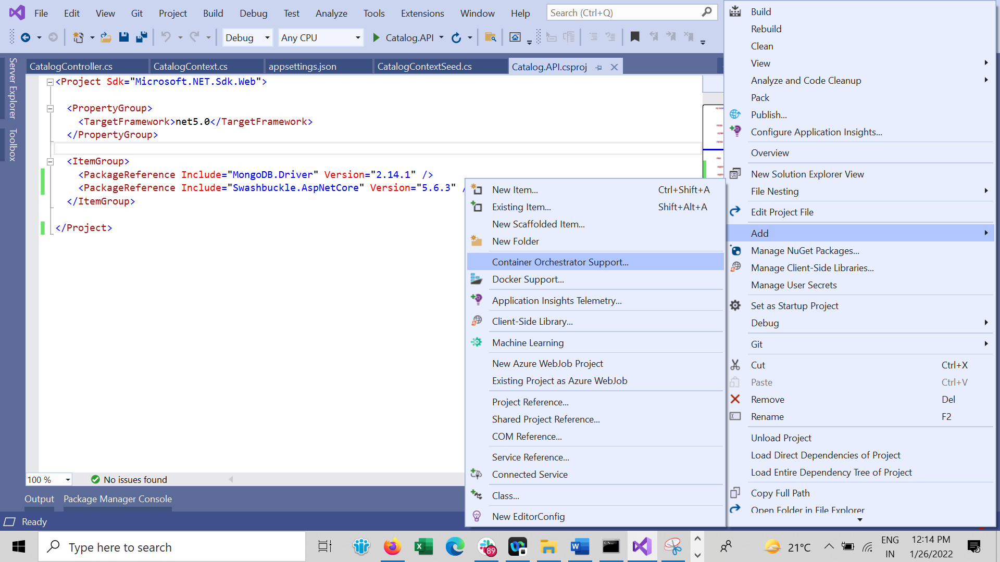 File Edit View Git Project Build Debug Test Analyze Tools Extensions Window Help Search (Ctrl+Q)
Debug Any CPU Catalog.API
Server Explorer
Toolbox
CatalogController.cs CatalogContext.cs appsettings.json CatalogContextSeed.cs Catalog.API.csproj
<Project Sdk="Microsoft.NET.Sdk.Web">
<PropertyGroup>
<TargetFramework>net5.0</TargetFramework>
</PropertyGroup>
<ItemGroup>
<PackageReference Include="MongoDB.Driver" Version="2.14.1" />
<PackageReference Include="Swashbuckle.AspNetCore" Version="5.6.3" /
</ItemGroup>
</Project>
New Item... Ctrl+Shift+A
Existing Item... Shift+Alt+A
New Scaffolded Item...
New Folder
Container Orchestrator Support...
Docker Support...
Application Insights Telemetry...
Client-Side Library...
Machine Learning
New Azure WebJob Project
Existing Project as Azure WebJob
Project Reference...
Shared Project Reference...
COM Reference...
Service Reference...
Connected Service
Class...
New EditorConfig
Build
Rebuild
Clean
View
Analyze and Code Cleanup
Pack
Publish...
Configure Application Insights...
Overview
New Solution Explorer View
File Nesting
Edit Project File
Add
Manage NuGet Packages...
Manage Client-Side Libraries...
Manage User Secrets
Set as Startup Project
Debug
Git
Cut Ctrl+X
Paste Ctrl+V
Remove Del
Rename F2
Unload Project
Load Direct Dependencies of Project
Load Entire Dependency Tree of Project
Copy Full Path
Open Folder in File Explorer
100 % No issues found
Output Package Manager Console
Ready
Type here to search
89
21°C
ENG
IN
12:14 PM
1/26/2022